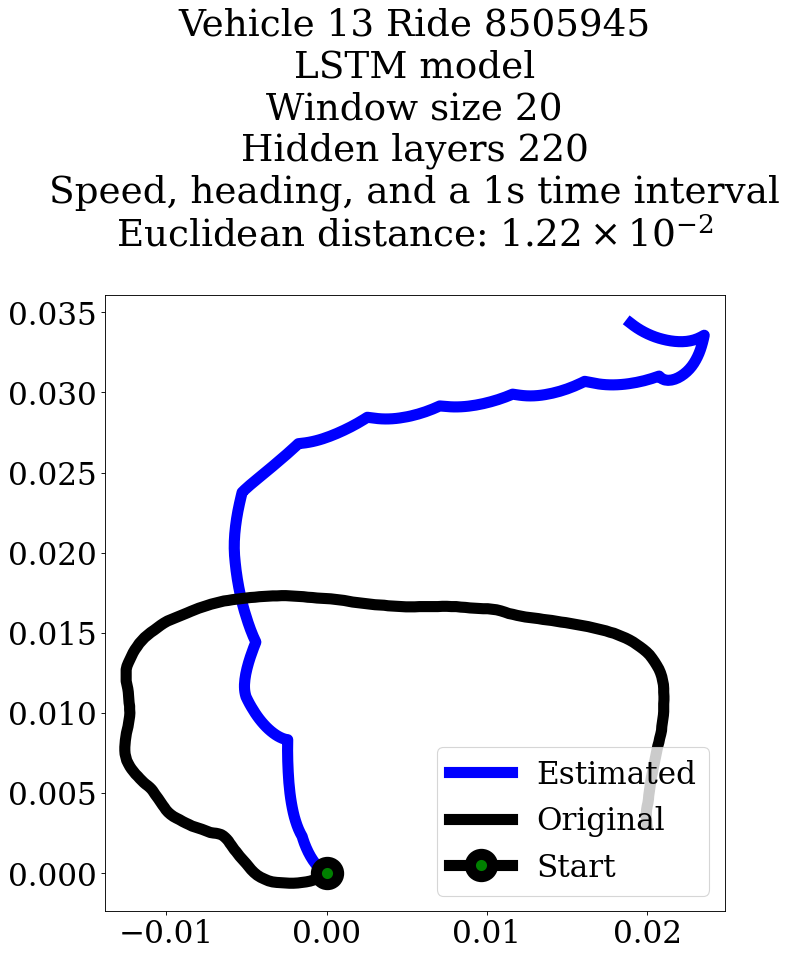 Vehicle 13 Ride 8505945
LSTM model
Window size 20
Hidden layers 220
Speed, heading, and a 1s time interval
Euclidean distance: 1.22 × 10⁻²
0.035
0.030
0.025
0.020
0.015
0.010
0.005
0.000
Estimated
Original
Start
−0.01 0.00 0.01 0.02